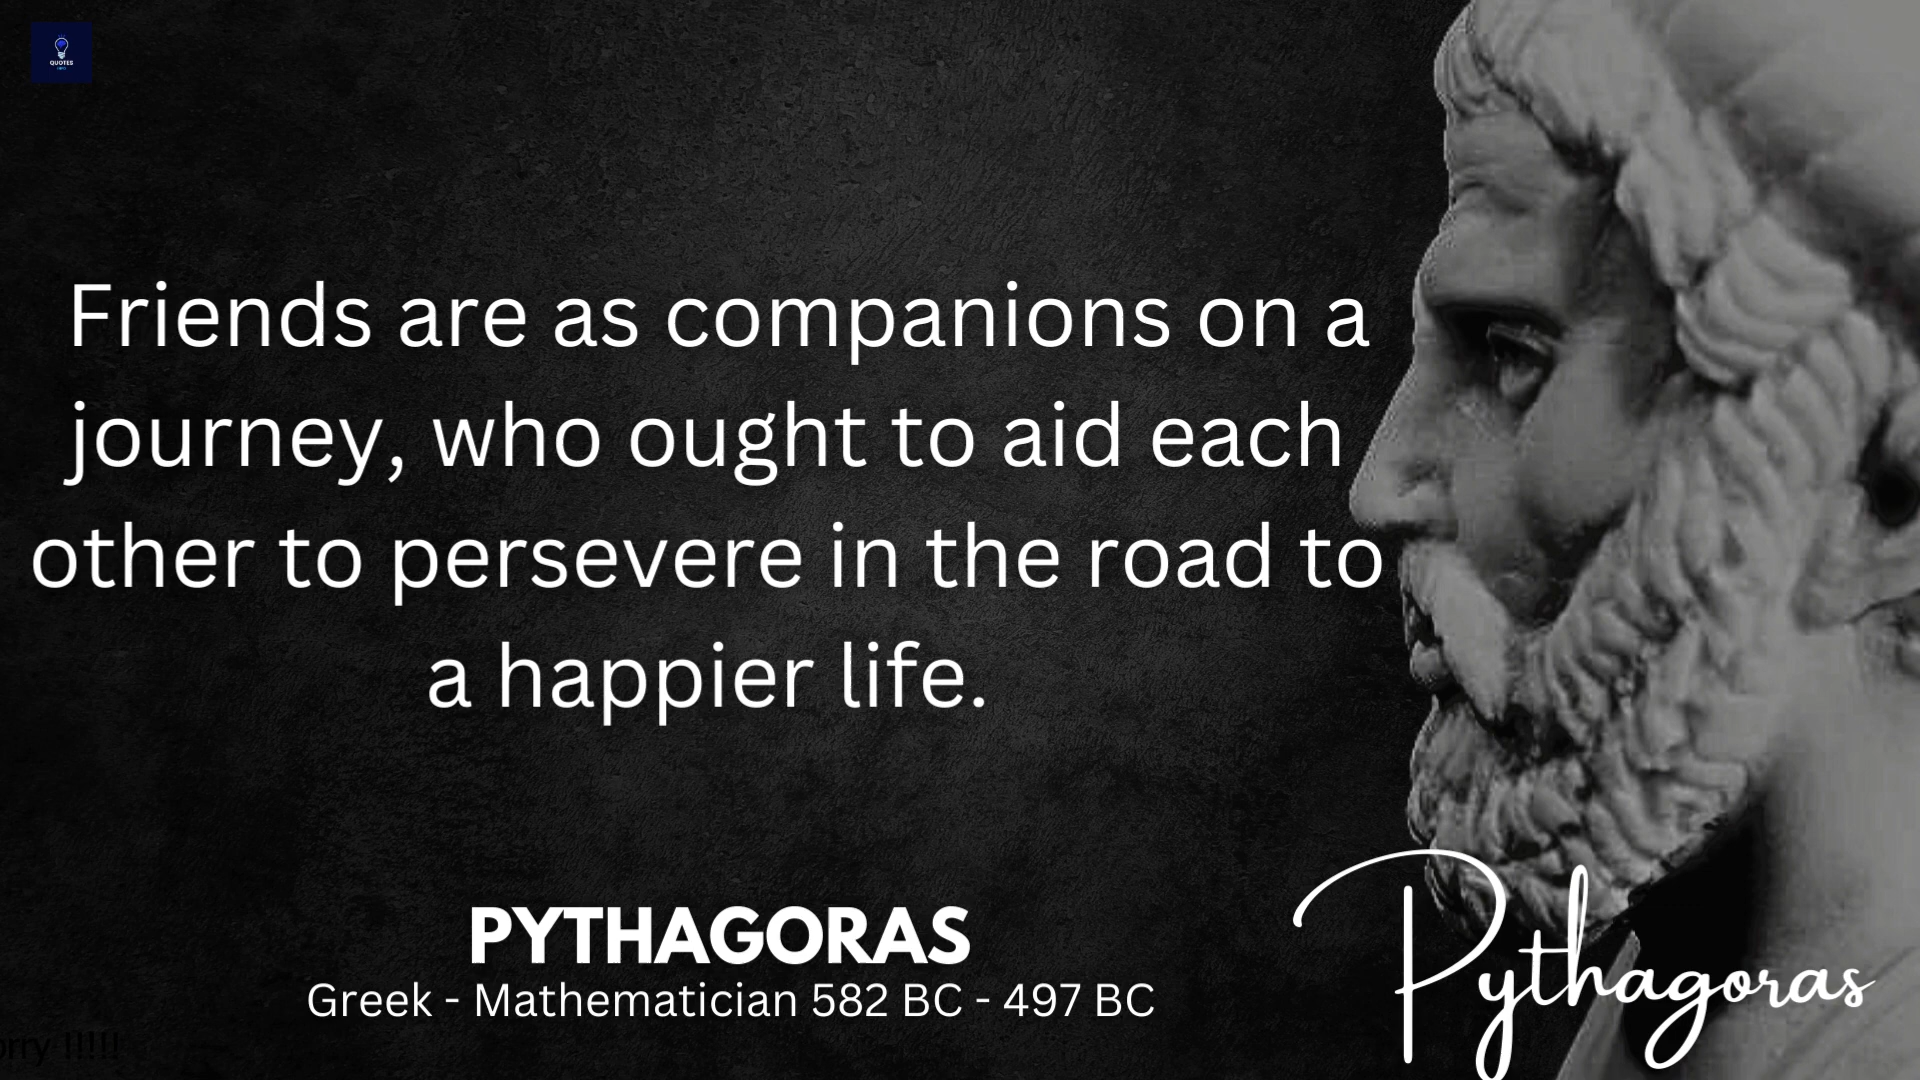 QUOTES
Friends are as companions on a
journey, who ought to aid each
other to persevere in the road to
a happier life.
PYTHAGORAS
Greek - Mathematician 582 BC - 497 BC
Pythagoras
!!!!!